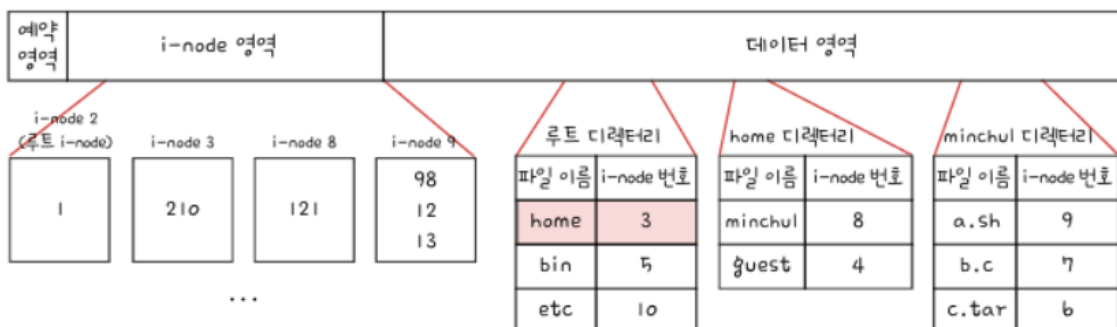 예약
영역
i-node 영역
데이터 영역
i-node 2
(루트 i-node)
i-node 3
i-node 8
i-node 9
1
210
121
98
12
13
...
루트 디렉터리
파일 이름 i-node 번호
home 3
bin 5
etc 10
home 디렉터리
파일 이름 i-node 번호
minchul 8
guest 4
minchul 디렉터리
파일 이름 i-node 번호
a.sh 9
b.c 7
c.tar 6